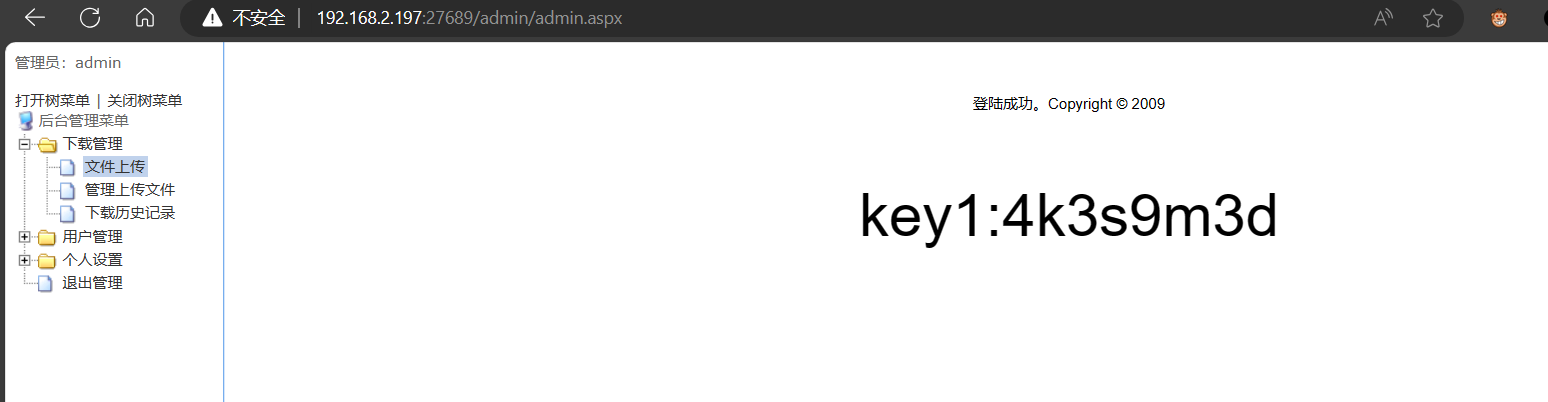 不安全 | 192.168.2.197:27689/admin/admin.aspx
管理员：admin
打开树菜单 | 关闭树菜单
后台管理菜单
下载管理
文件上传
管理上传文件
下载历史记录
用户管理
个人设置
退出管理
登陆成功。Copyright © 2009
key1:4k3s9m3d